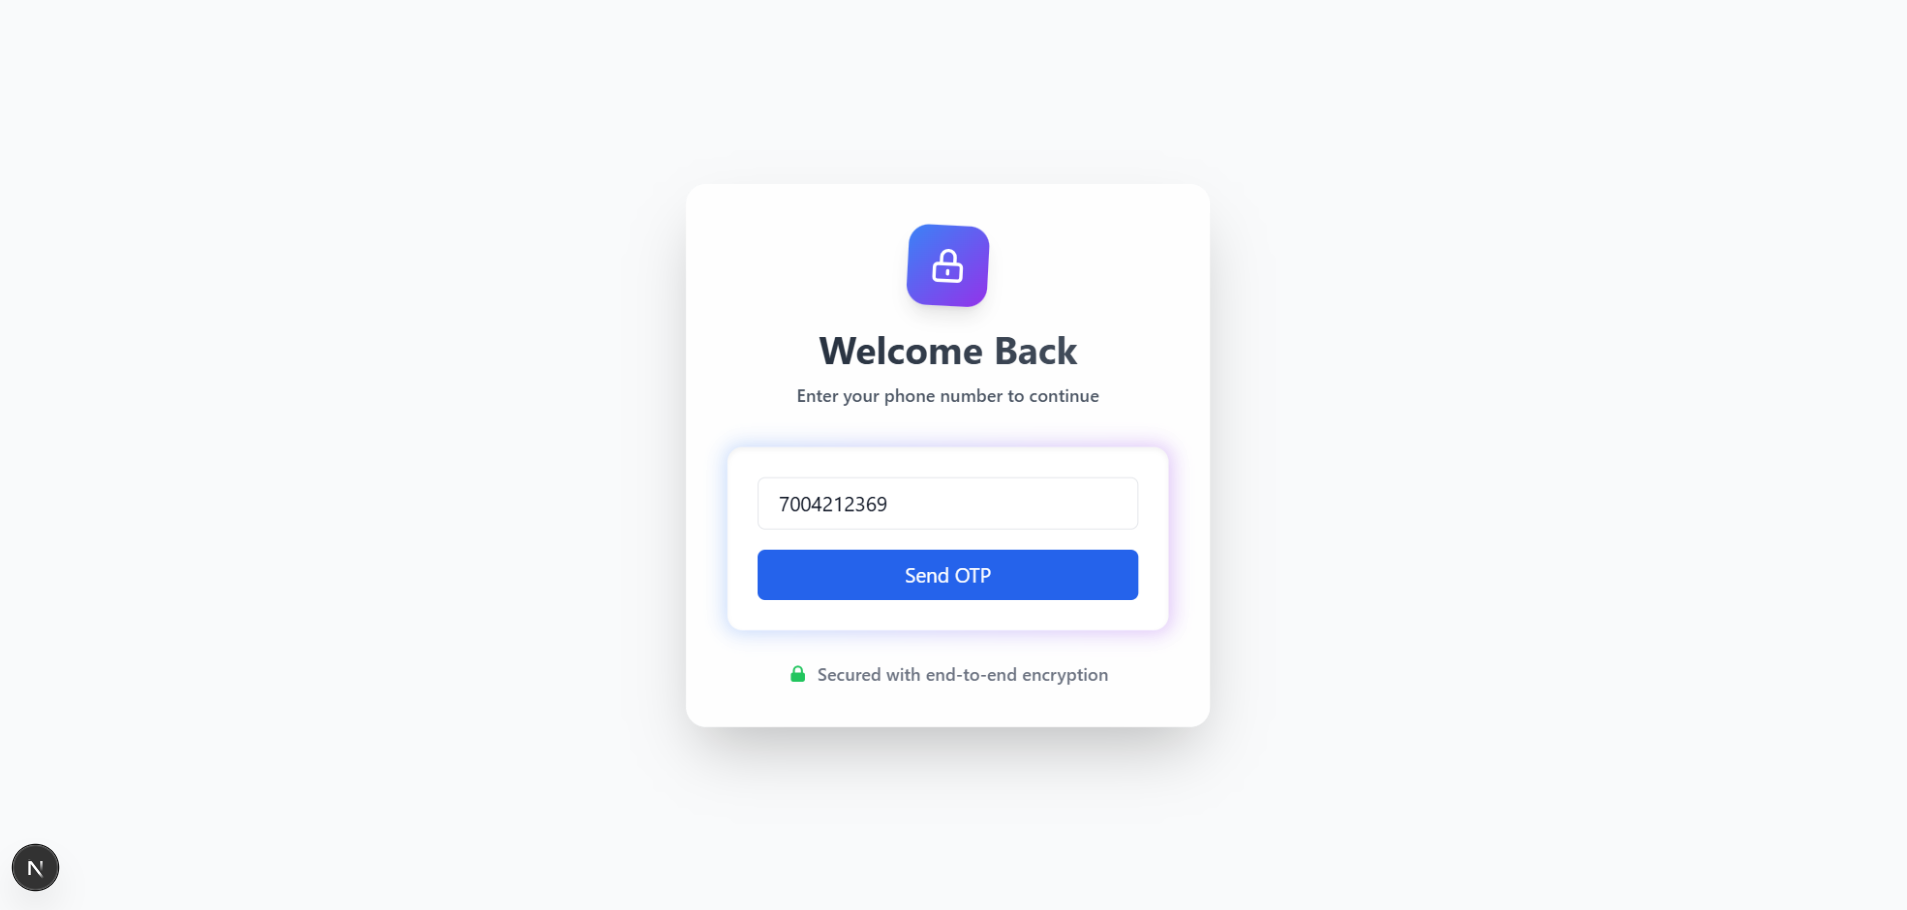 Welcome Back
Enter your phone number to continue
7004212369
Send OTP
Secured with end-to-end encryption
N